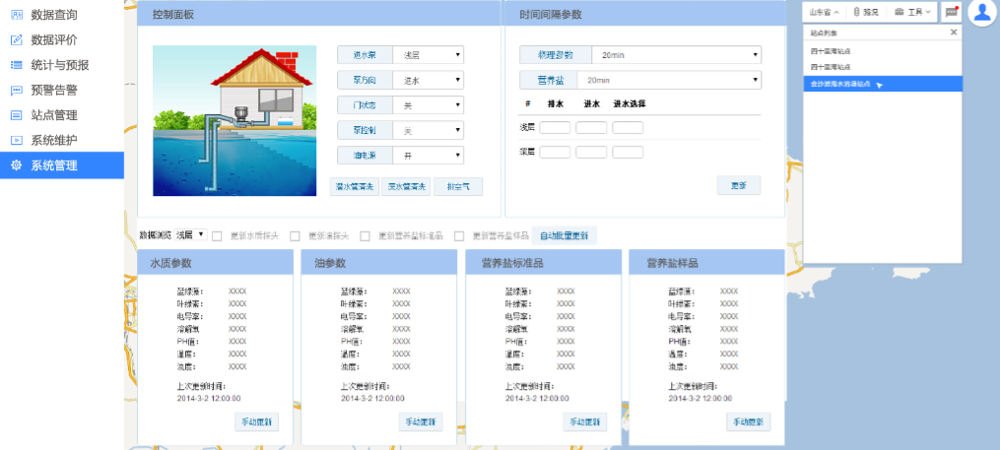 数据查询
数据评价
统计与预报
预警告警
站点管理
系统维护
系统管理
控制面板
进水泵 浅层
泵方向 进水
门状态 关
泵控制 关
油电源 开
潜水管清洗 深水管清洗 排空气
时间间隔参数
物理参数 20min
营养盐 20min
# 排水 进水 进水选择
浅层
深层
更新
山东省 路况 工具
站点列表
四十里湾站点
四十里湾站点
金沙滩海水浴场站点
数据浏览 浅层 更新水质探头 更新油探头 更新营养盐标准品 更新营养盐样品 自动批量更新
水质参数
蓝绿藻: XXXX
叶绿素: XXXX
电导率: XXXX
溶解氧 XXXX
PH值: XXXX
温度: XXXX
浊度: XXXX
上次更新时间:
2014-3-2 12:00:00
手动更新
油参数
蓝绿藻: XXXX
叶绿素: XXXX
电导率: XXXX
溶解氧 XXXX
PH值: XXXX
温度: XXXX
浊度: XXXX
上次更新时间:
2014-3-2 12:00:00
手动更新
营养盐标准品
蓝绿藻: XXXX
叶绿素: XXXX
电导率: XXXX
溶解氧 XXXX
PH值: XXXX
温度: XXXX
浊度: XXXX
上次更新时间:
2014-3-2 12:00:00
手动更新
营养盐样品
蓝绿藻: XXXX
叶绿素: XXXX
电导率: XXXX
溶解氧 XXXX
PH值: XXXX
温度: XXXX
浊度: XXXX
上次更新时间:
2014-3-2 12:00:00
手动更新